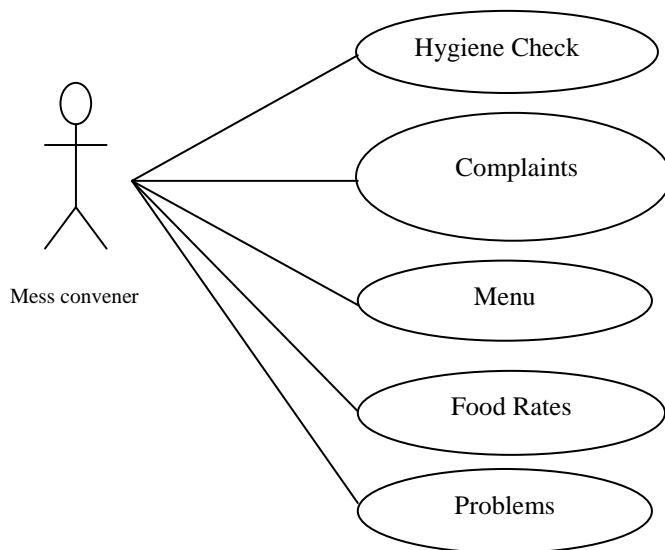 Hygiene Check
Complaints
Mess convener
Menu
Food Rates
Problems